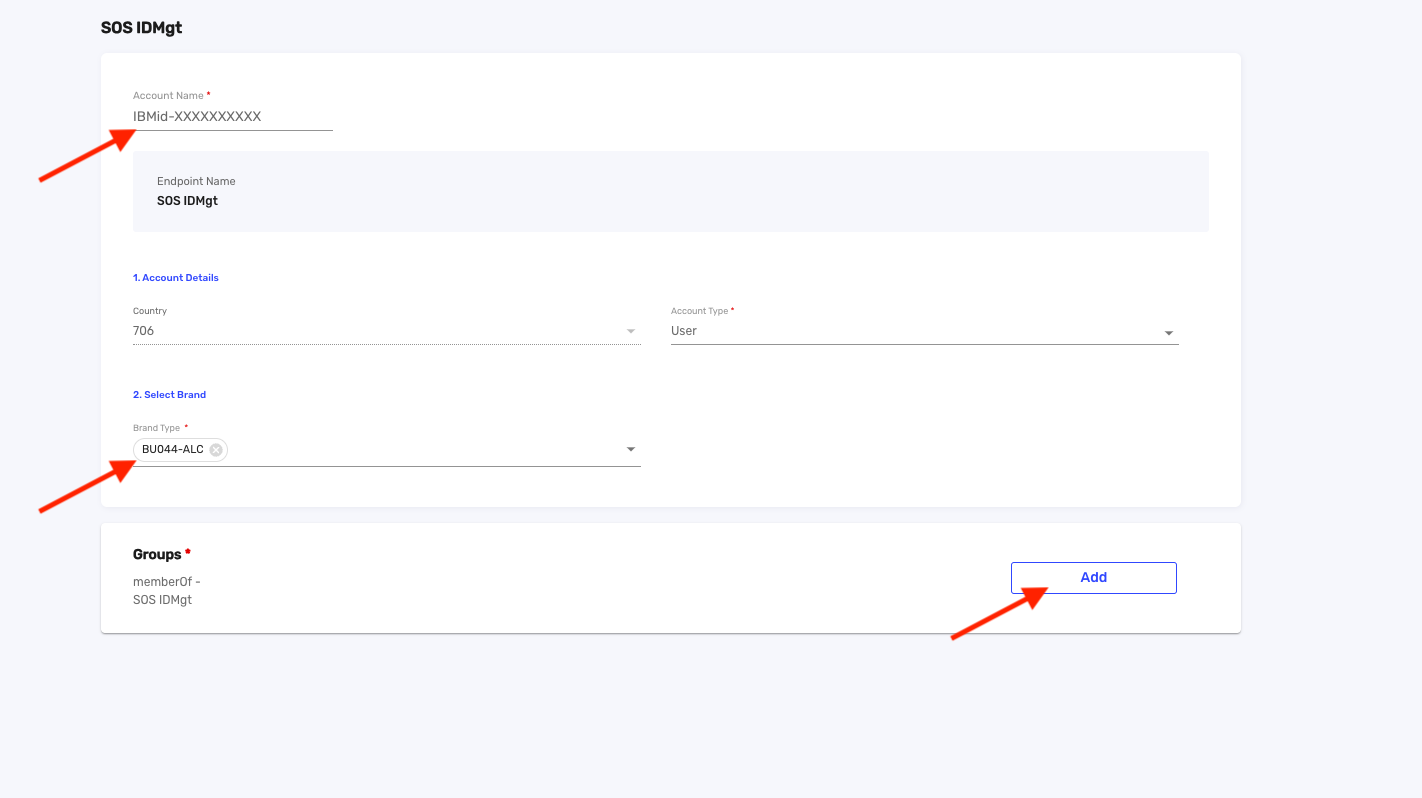 SOS IDMgt
Account Name *
IBMid-XXXXXXXXXX
Endpoint Name
SOS IDMgt
1. Account Details
Country
706
Account Type *
User
2. Select Brand
Brand Type *
BU044-ALC
Groups *
memberOf -
SOS IDMgt
Add